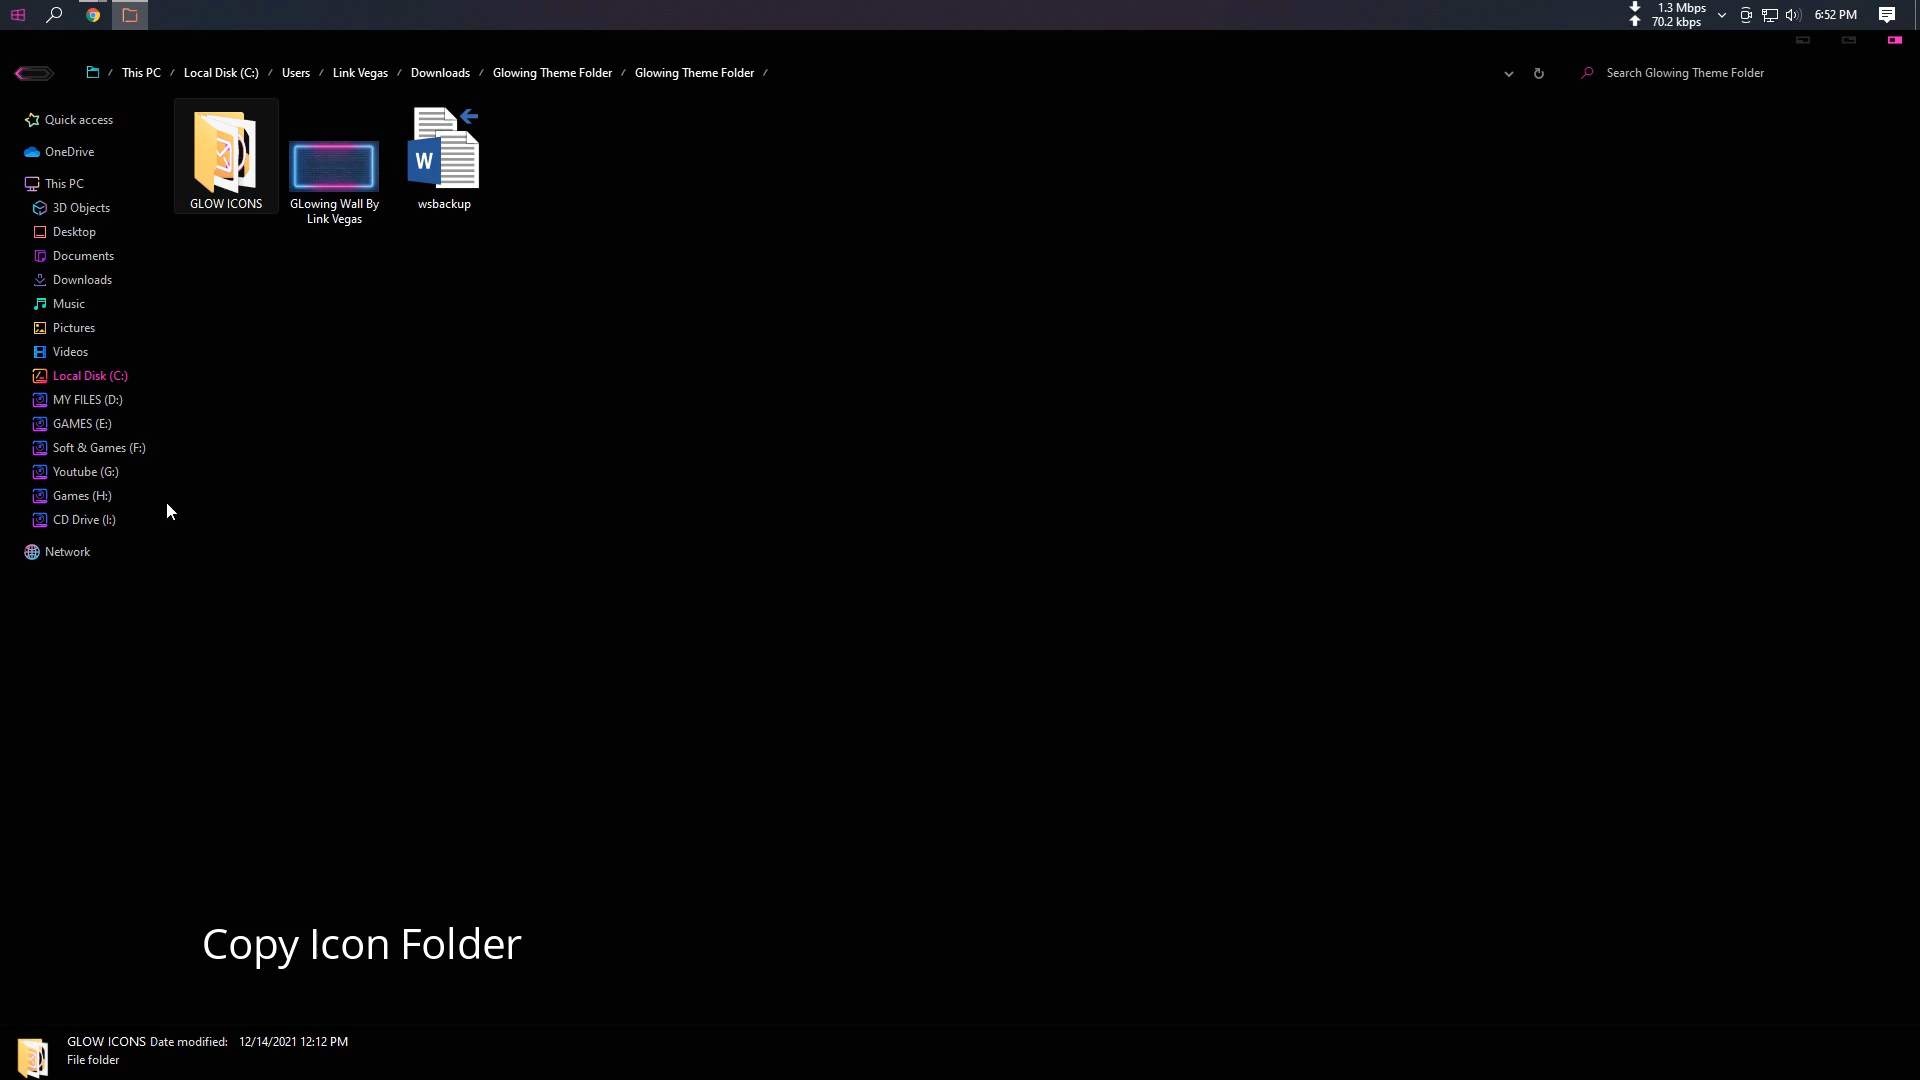 1.3 Mbps
70.2 kbps
6:52 PM
/ This PC / Local Disk (C:) / Users / Link Vegas / Downloads / Glowing Theme Folder / Glowing Theme Folder /
Search Glowing Theme Folder
Quick access
OneDrive
This PC
3D Objects
Desktop
Documents
Downloads
Music
Pictures
Videos
Local Disk (C:)
MY FILES (D:)
GAMES (E:)
Soft & Games (F:)
Youtube (G:)
Games (H:)
CD Drive (I:)
Network
GLOW ICONS
GLowing Wall By
Link Vegas
W
wsbackup
Copy Icon Folder
GLOW ICONS Date modified: 12/14/2021 12:12 PM
File folder